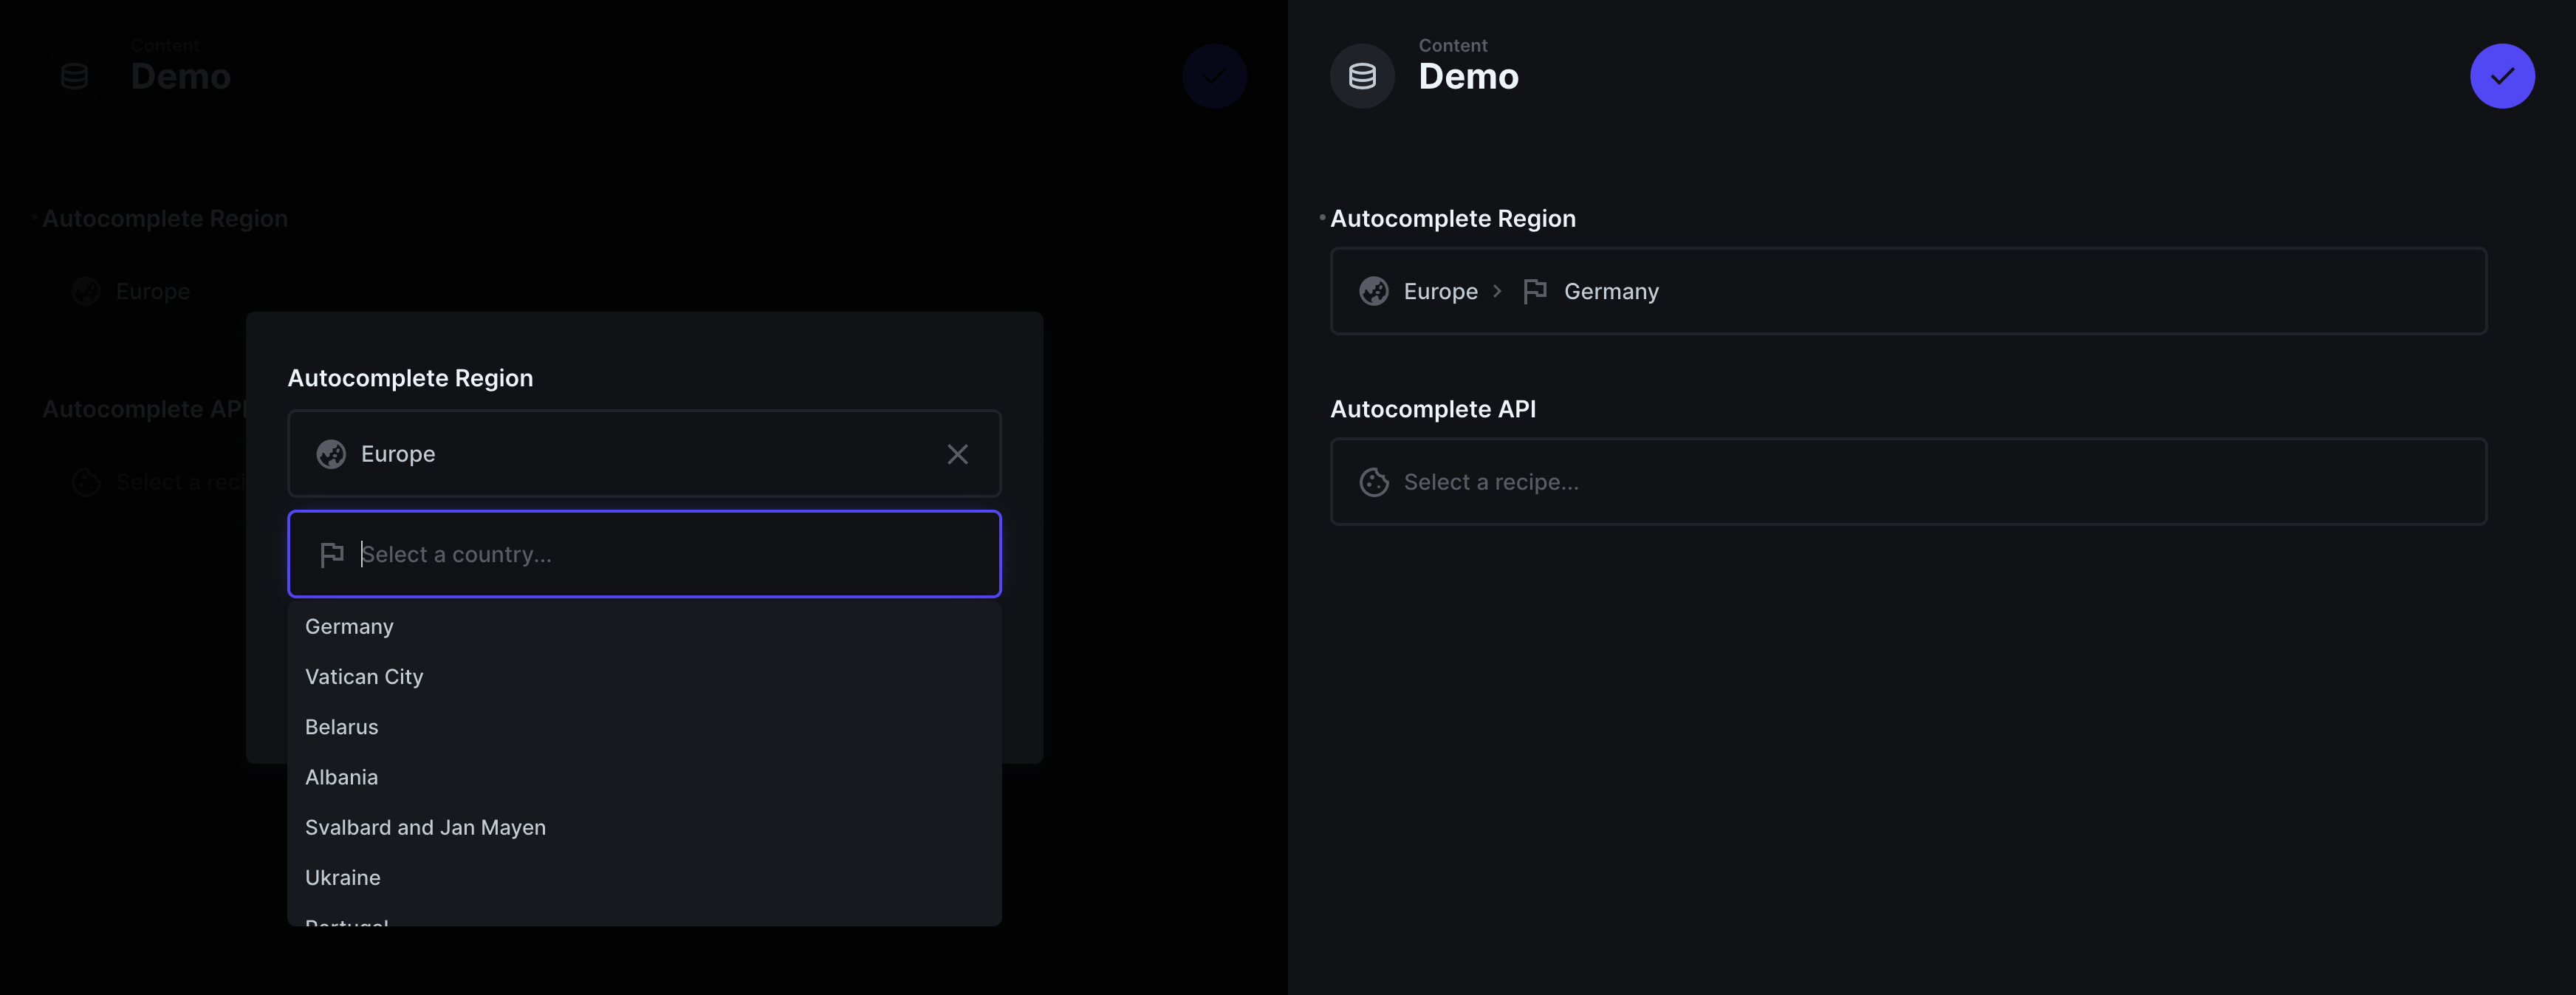 Content
Demo
Autocomplete Region
Europe
Autocomplete API
Select a reci
Autocomplete Region
Europe
Select a country...
Germany
Vatican City
Belarus
Albania
Svalbard and Jan Mayen
Ukraine
Portugal
Content
Demo
Autocomplete Region
Europe > Germany
Autocomplete API
Select a recipe...